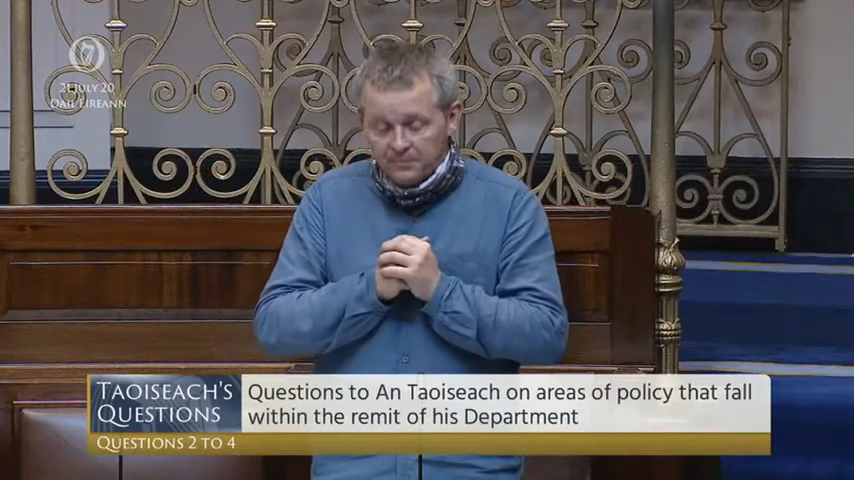 21 JULY 20
DÁIL ÉIREANN
TAOISEACH'S
QUESTIONS
Questions to An Taoiseach on areas of policy that fall
within the remit of his Department
QUESTIONS 2 TO 4